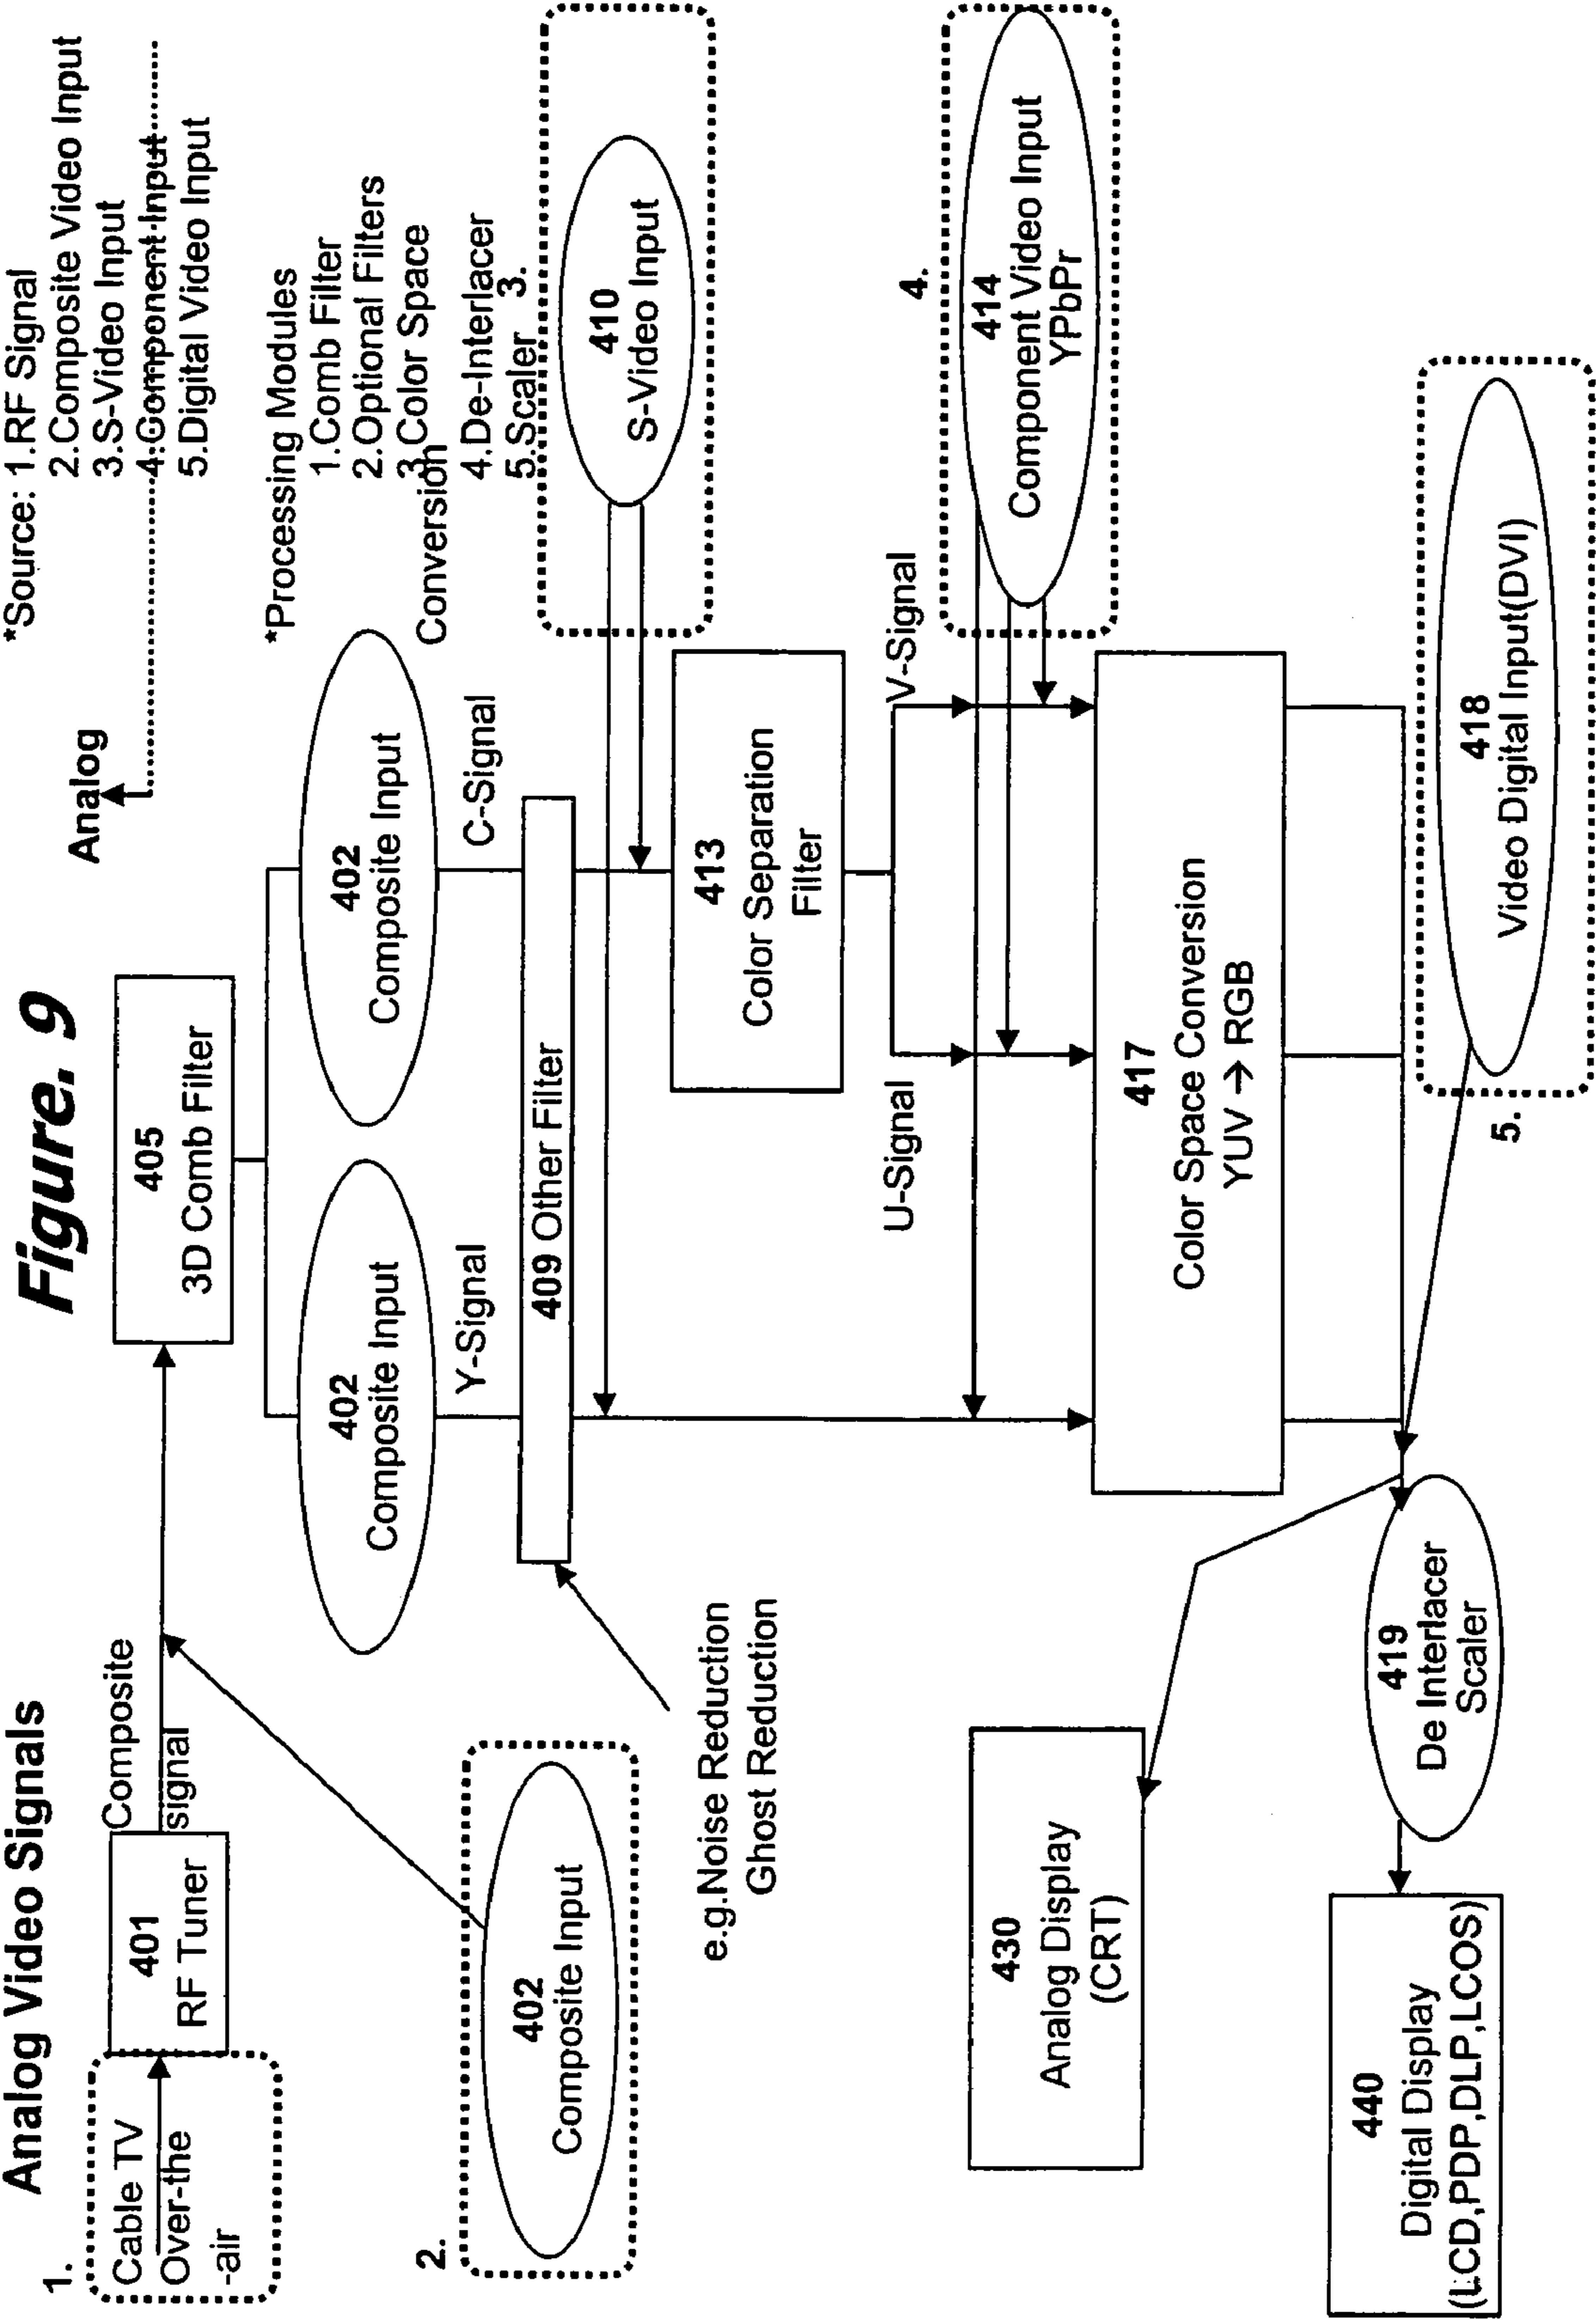 Analog Video Signals
Figure. 9
*Source: 1.RF Signal
2.Composite Video Input
3.S-Video Input
4.Component Input
5.Digital Video Input
Analog
*Processing Modules
1.Comb Filter
2.Optional Filters
3.Color Space
Conversion
4.De-Interlacer
5.Scaler
1.
Cable TV
Over-the
-air
401
RF Tuner
Composite
signal
405
3D Comb Filter
2.
402
Composite Input
402
Composite Input
402
Composite Input
Y-Signal
C-Signal
409 Other Filter
e.g.Noise Reduction
Ghost Reduction
3.
410
S-Video Input
413
Color Separation
Filter
U-Signal
V-Signal
4.
414
Component Video Input
YPbPr
417
Color Space Conversion
YUV → RGB
5.
418
Video Digital Input(DVI)
430
Analog Display
(CRT)
419
De Interlacer
Scaler
440
Digital Display
(LCD,PDP,DLP,LCOS)